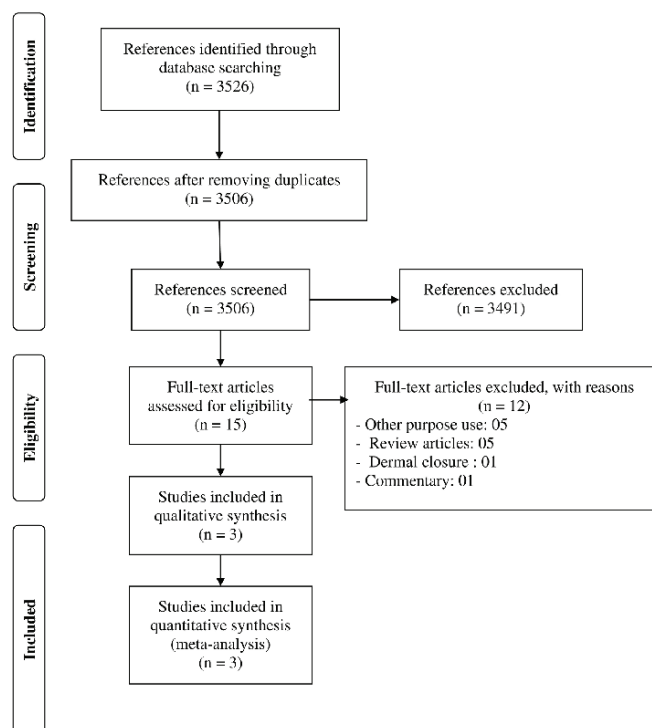 Identification
References identified through
database searching
(n = 3526)
References after removing duplicates
(n = 3506)
Screening
References screened
(n = 3506)
References excluded
(n = 3491)
Eligibility
Full-text articles
assessed for eligibility
(n = 15)
Full-text articles excluded, with reasons
(n = 12)
- Other purpose use: 05
- Review articles: 05
- Dermal closure : 01
- Commentary: 01
Studies included in
qualitative synthesis
(n = 3)
Included
Studies included in
quantitative synthesis
(meta-analysis)
(n = 3)